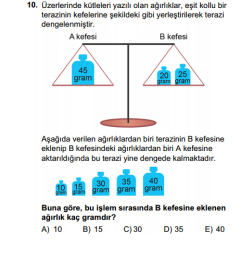 10. Üzerlerinde kütleleri yazılı olan ağırlıklar, eşit kollu bir
terazinin kefelerine şekildeki gibi yerleştirilerek terazi
dengelenmiştir.
A kefesi B kefesi
45 gram
20 gram 25 gram
Aşağıda verilen ağırlıklardan biri terazinin B kefesine
eklenip B kefesindeki ağırlıklardan biri A kefesine
aktarıldığında bu terazi yine dengede kalmaktadır.
10 gram 15 gram 30 gram 35 gram 40 gram
Buna göre, bu işlem sırasında B kefesine eklenen
ağırlık kaç gramdır?
A) 10 B) 15 C) 30 D) 35 E) 40